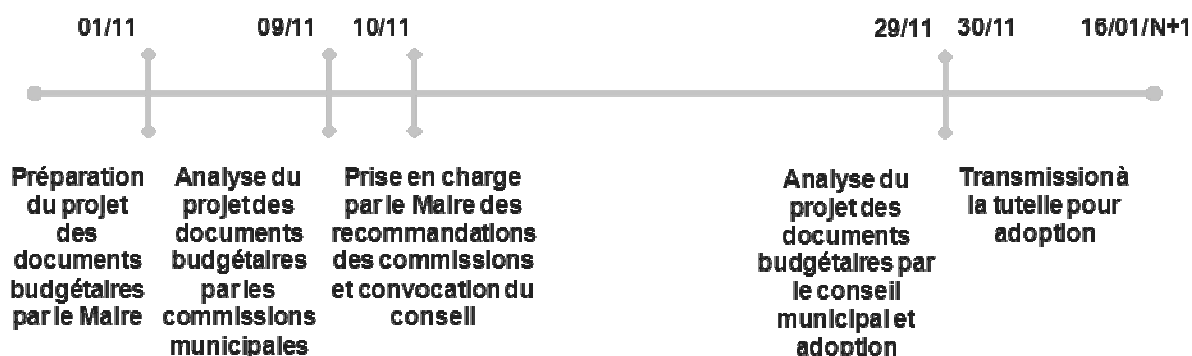 01/11 09/11 10/11 29/11 30/11 16/01/N+1
Préparation
du projet
des
documents
budgétaires
par le Maire
Analyse du
projet des
documents
budgétaires
par les
commissions
municipales
Prise en charge
par le Maire des
recommandations
des commissions
et convocation du
conseil
Analyse du
projet des
documents
budgétaires par
le conseil
municipal et
adoption
Transmission à
la tutelle pour
adoption